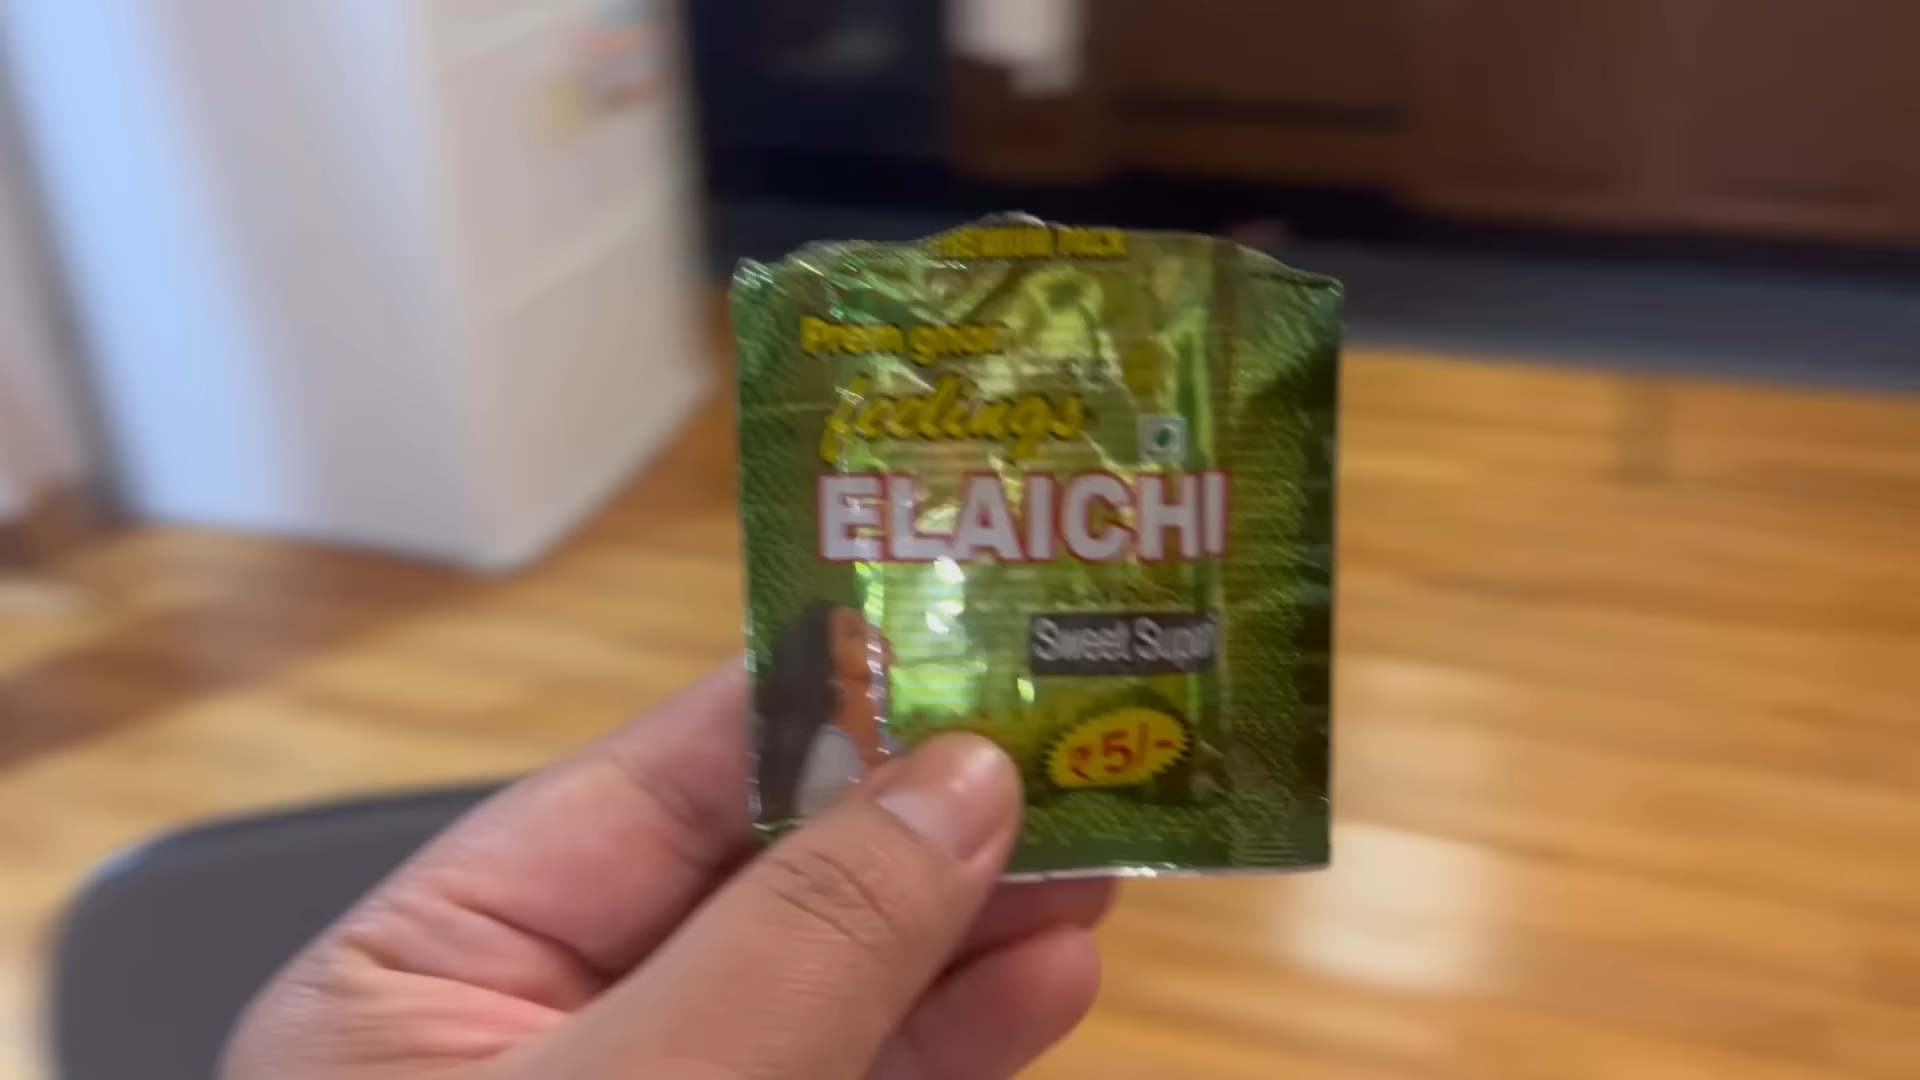 PREMIUM PACK
Prem ghar
feelings
ELAICHI
Sweet Supari
₹5/-